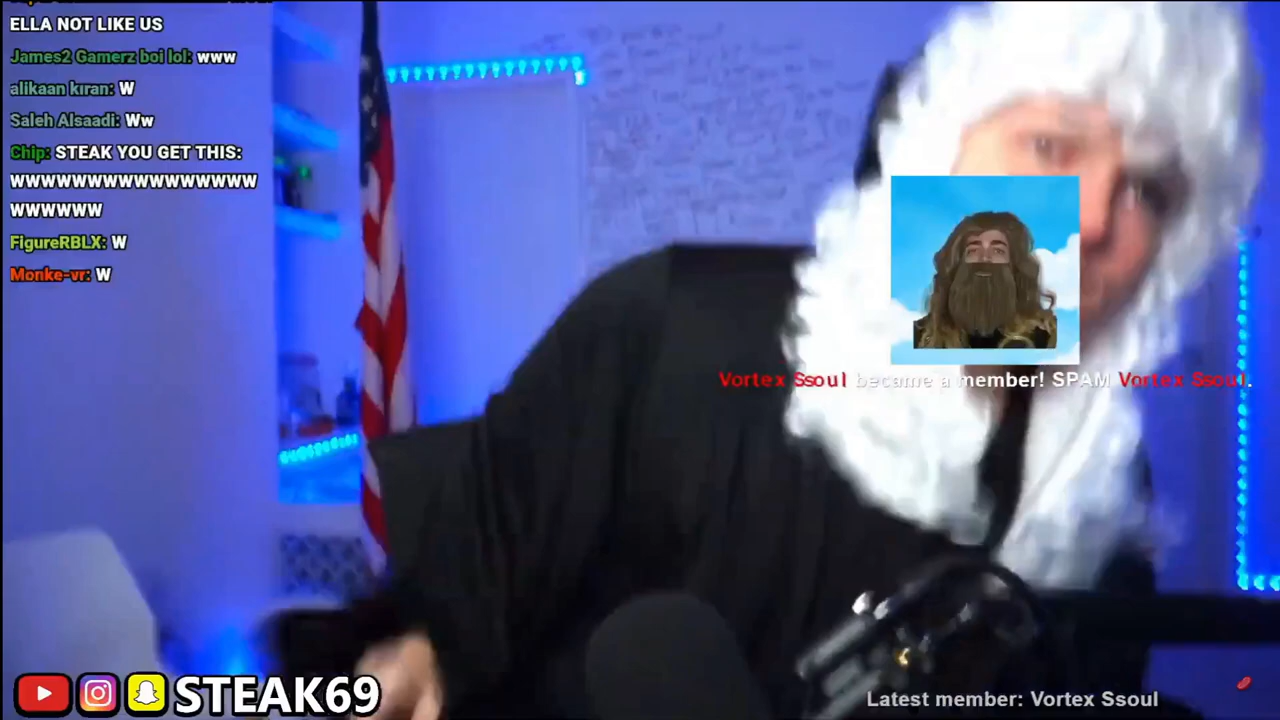 ELLA NOT LIKE US
James2 Gamerz boi lol: www
alikaan kıran: W
Saleh Alsaadi: Ww
Chip: STEAK YOU GET THIS:
WWWWWWWWWWWWWWWW
WWWWWW
FigureRBLX: W
Monke-vr: W
Vortex Ssoul became a member! SPAM Vortex Ssoul.
STEAK69
Latest member: Vortex Ssoul